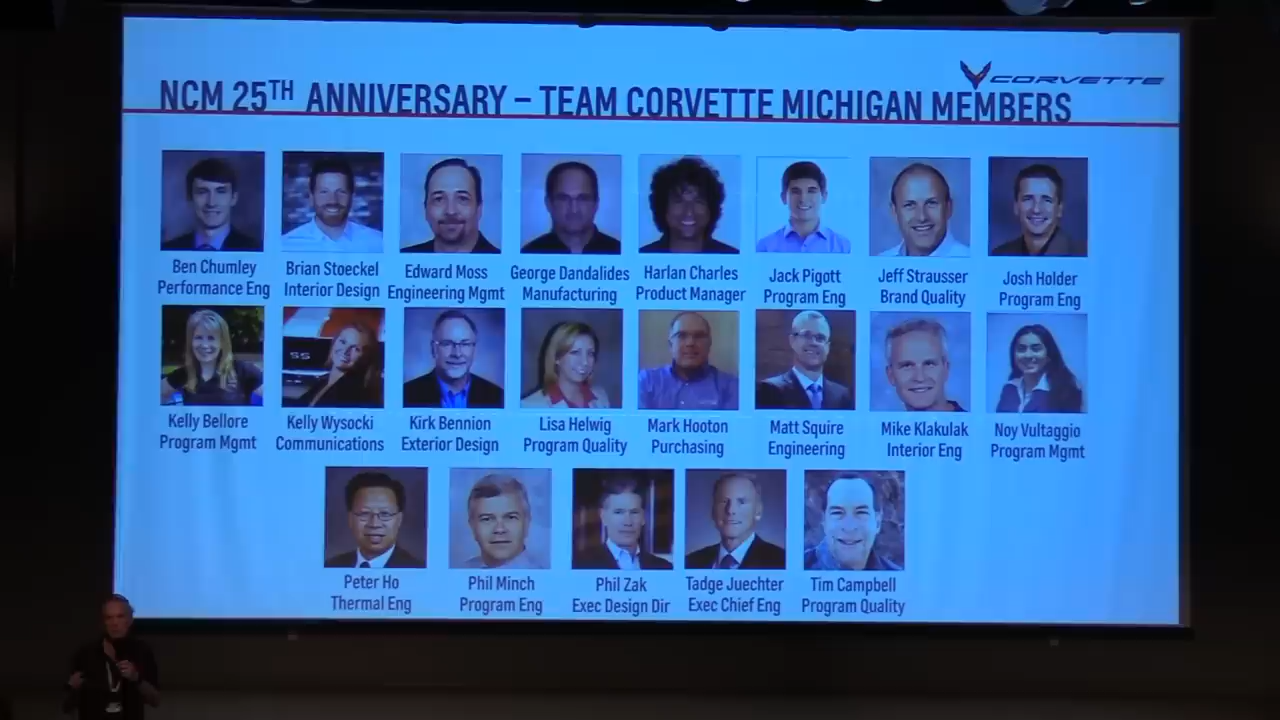 CORVETTE
NCM 25TH ANNIVERSARY – TEAM CORVETTE MICHIGAN MEMBERS
Ben Chumley
Performance Eng
Brian Stoeckel
Interior Design
Edward Moss
Engineering Mgmt
George Dandalides
Manufacturing
Harlan Charles
Product Manager
Jack Pigott
Program Eng
Jeff Strausser
Brand Quality
Josh Holder
Program Eng
SS
Kelly Bellore
Program Mgmt
Kelly Wysocki
Communications
Kirk Bennion
Exterior Design
Lisa Helwig
Program Quality
Mark Hooton
Purchasing
Matt Squire
Engineering
Mike Klakulak
Interior Eng
Noy Vultaggio
Program Mgmt
Peter Ho
Thermal Eng
Phil Minch
Program Eng
Phil Zak
Exec Design Dir
Tadge Juechter
Exec Chief Eng
Tim Campbell
Program Quality